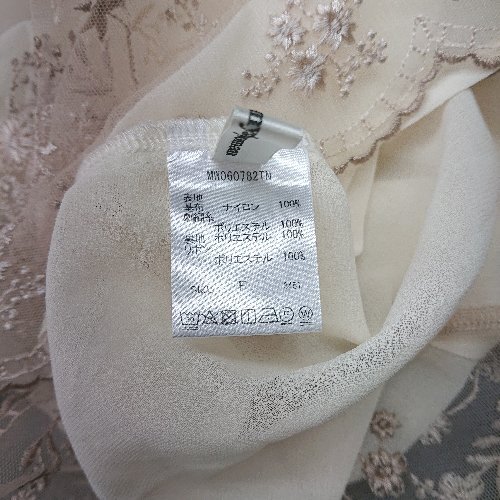 MW060782TN
表地
基布 ナイロン 100%
刺繍糸
ポリエステル 100%
裏地 ポリエステル 100%
リボン
ポリエステル 100%
F